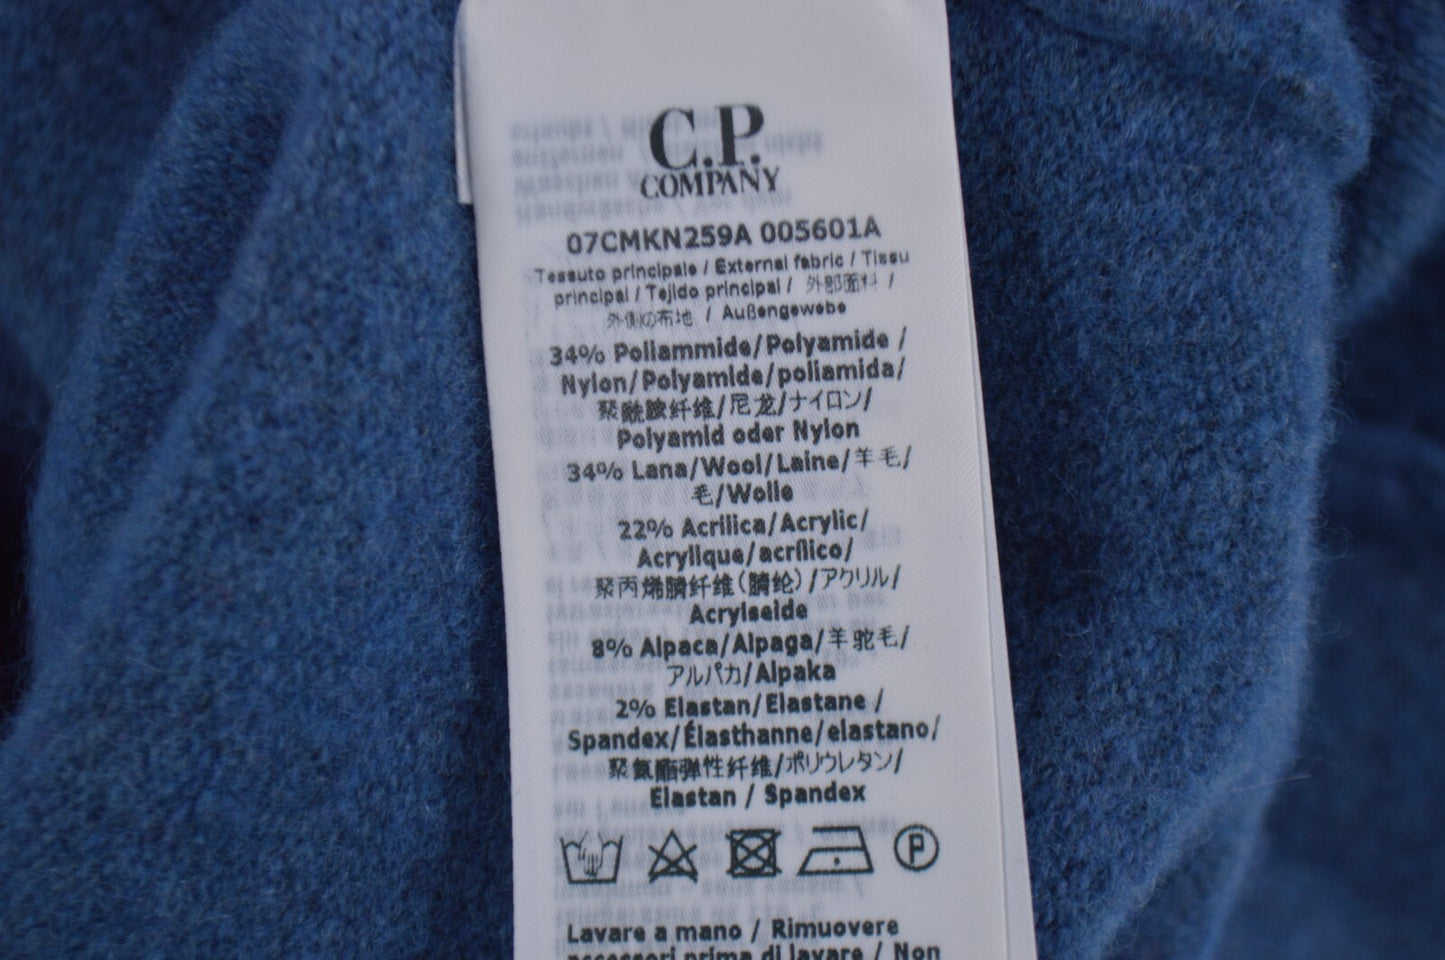 C.P.
COMPANY
07CMKN259A 005601A
Tessuto principale / External fabric / Tissu
principal / Tejido principal / 外部面料 /
外側の布地 / Außengewebe
34% Poliammide/Polyamide /
Nylon/Polyamide/poliamida/
聚酰胺纤维/尼龙/ナイロン/
Polyamid oder Nylon
34% Lana/Wool/Laine/羊毛/
毛/Wolle
22% Acrilica/Acrylic/
Acrylique/acrílico/
聚丙烯腈纤维(腈纶)/アクリル/
Acrylseide
8% Alpaca/Alpaga/羊驼毛/
アルパカ/Alpaka
2% Elastan/Elastane /
Spandex/Élasthanne/elastano/
聚氨酯弹性纤维/ポリウレタン/
Elastan / Spandex
P
Lavare a mano / Rimuovere
accessori prima di lavare / Non